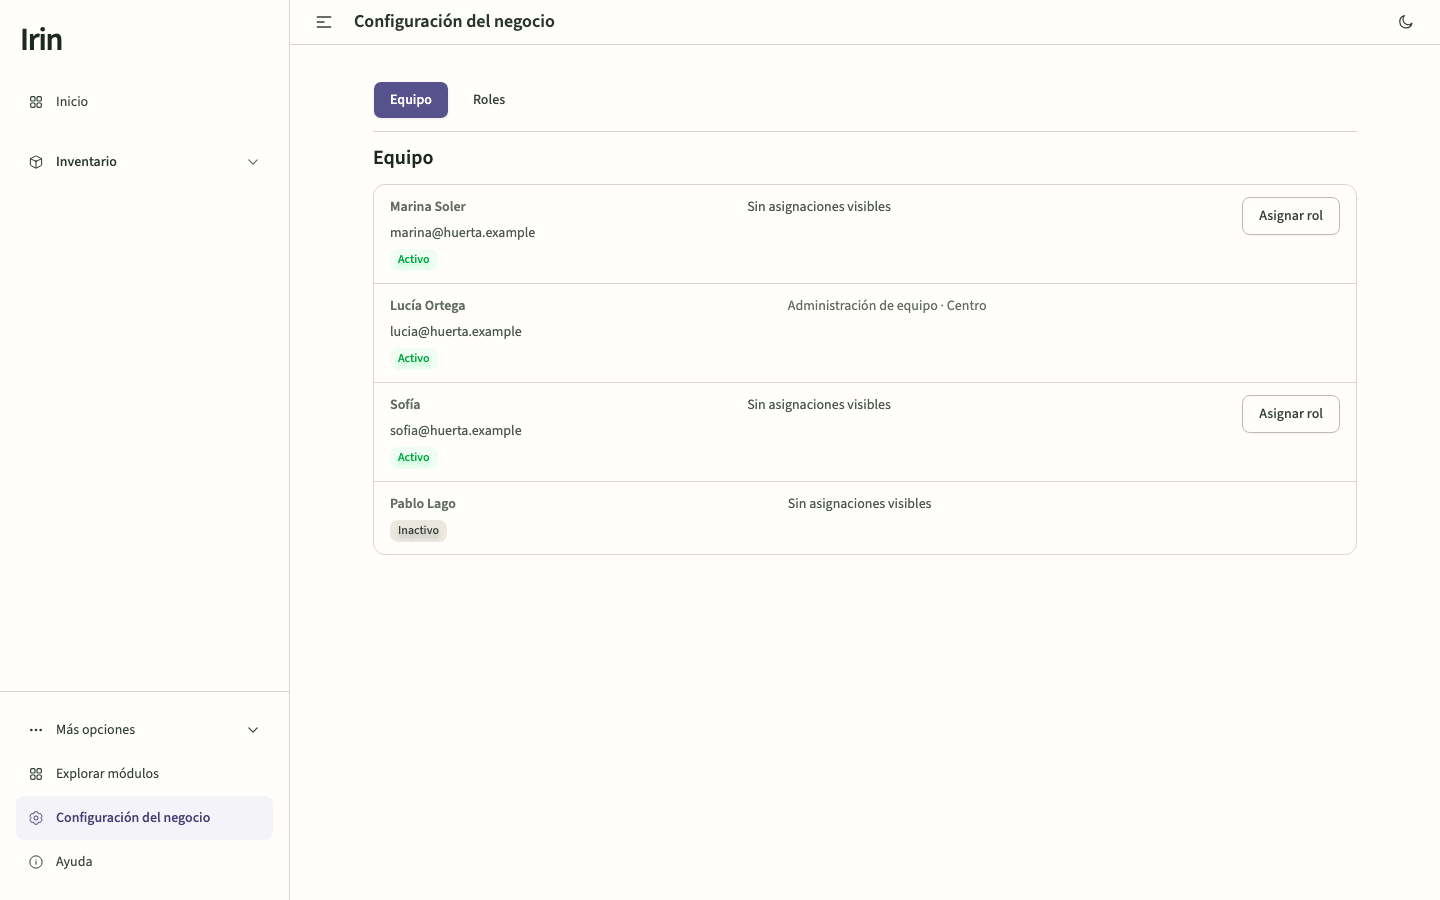 Irin
Inicio
Inventario
Más opciones
Explorar módulos
Configuración del negocio
Ayuda
Configuración del negocio
Equipo
Roles
Equipo
Marina Soler
marina@huerta.example
Activo
Sin asignaciones visibles
Asignar rol
Lucía Ortega
lucia@huerta.example
Activo
Administración de equipo · Centro
Sofía
sofia@huerta.example
Activo
Sin asignaciones visibles
Asignar rol
Pablo Lago
Inactivo
Sin asignaciones visibles